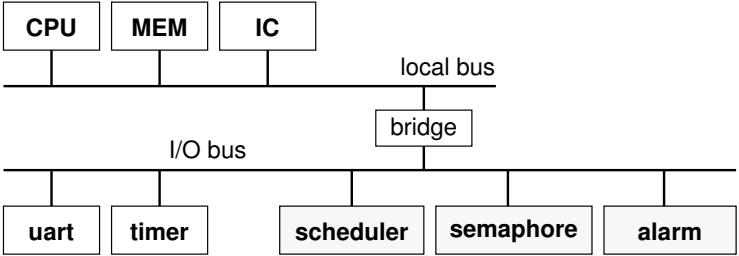 CPU MEM IC
local bus
bridge
I/O bus
uart timer scheduler semaphore alarm